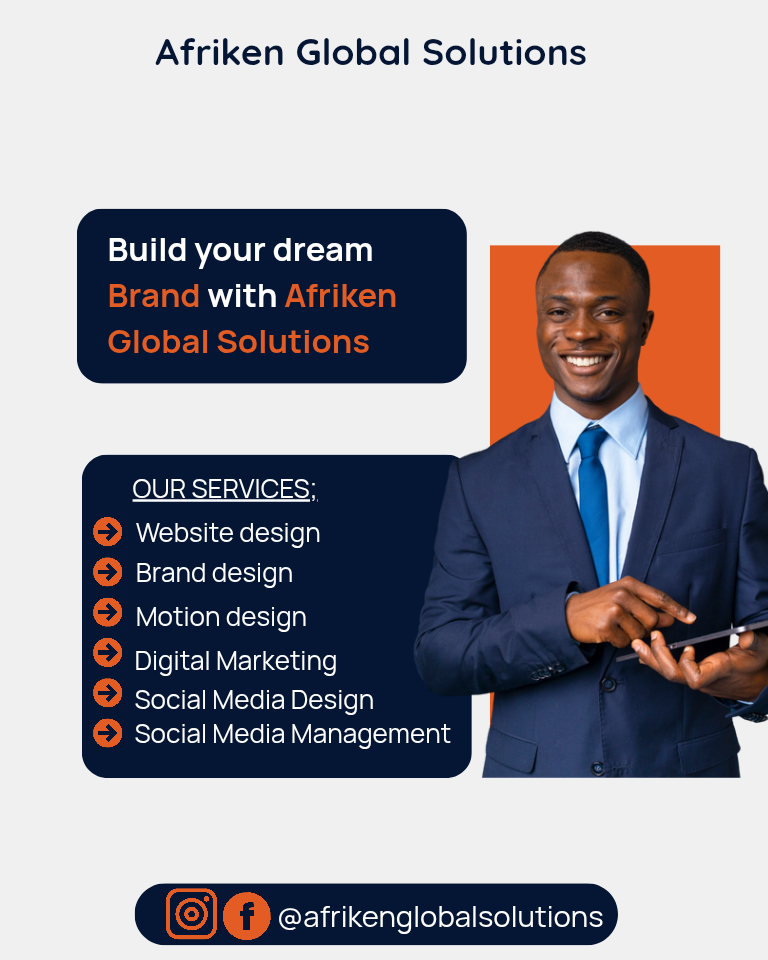 Afriken Global Solutions
Build your dream
Brand with Afriken
Global Solutions
OUR SERVICES;
Website design
Brand design
Motion design
Digital Marketing
Social Media Design
Social Media Management
@afrikenglobalsolutions